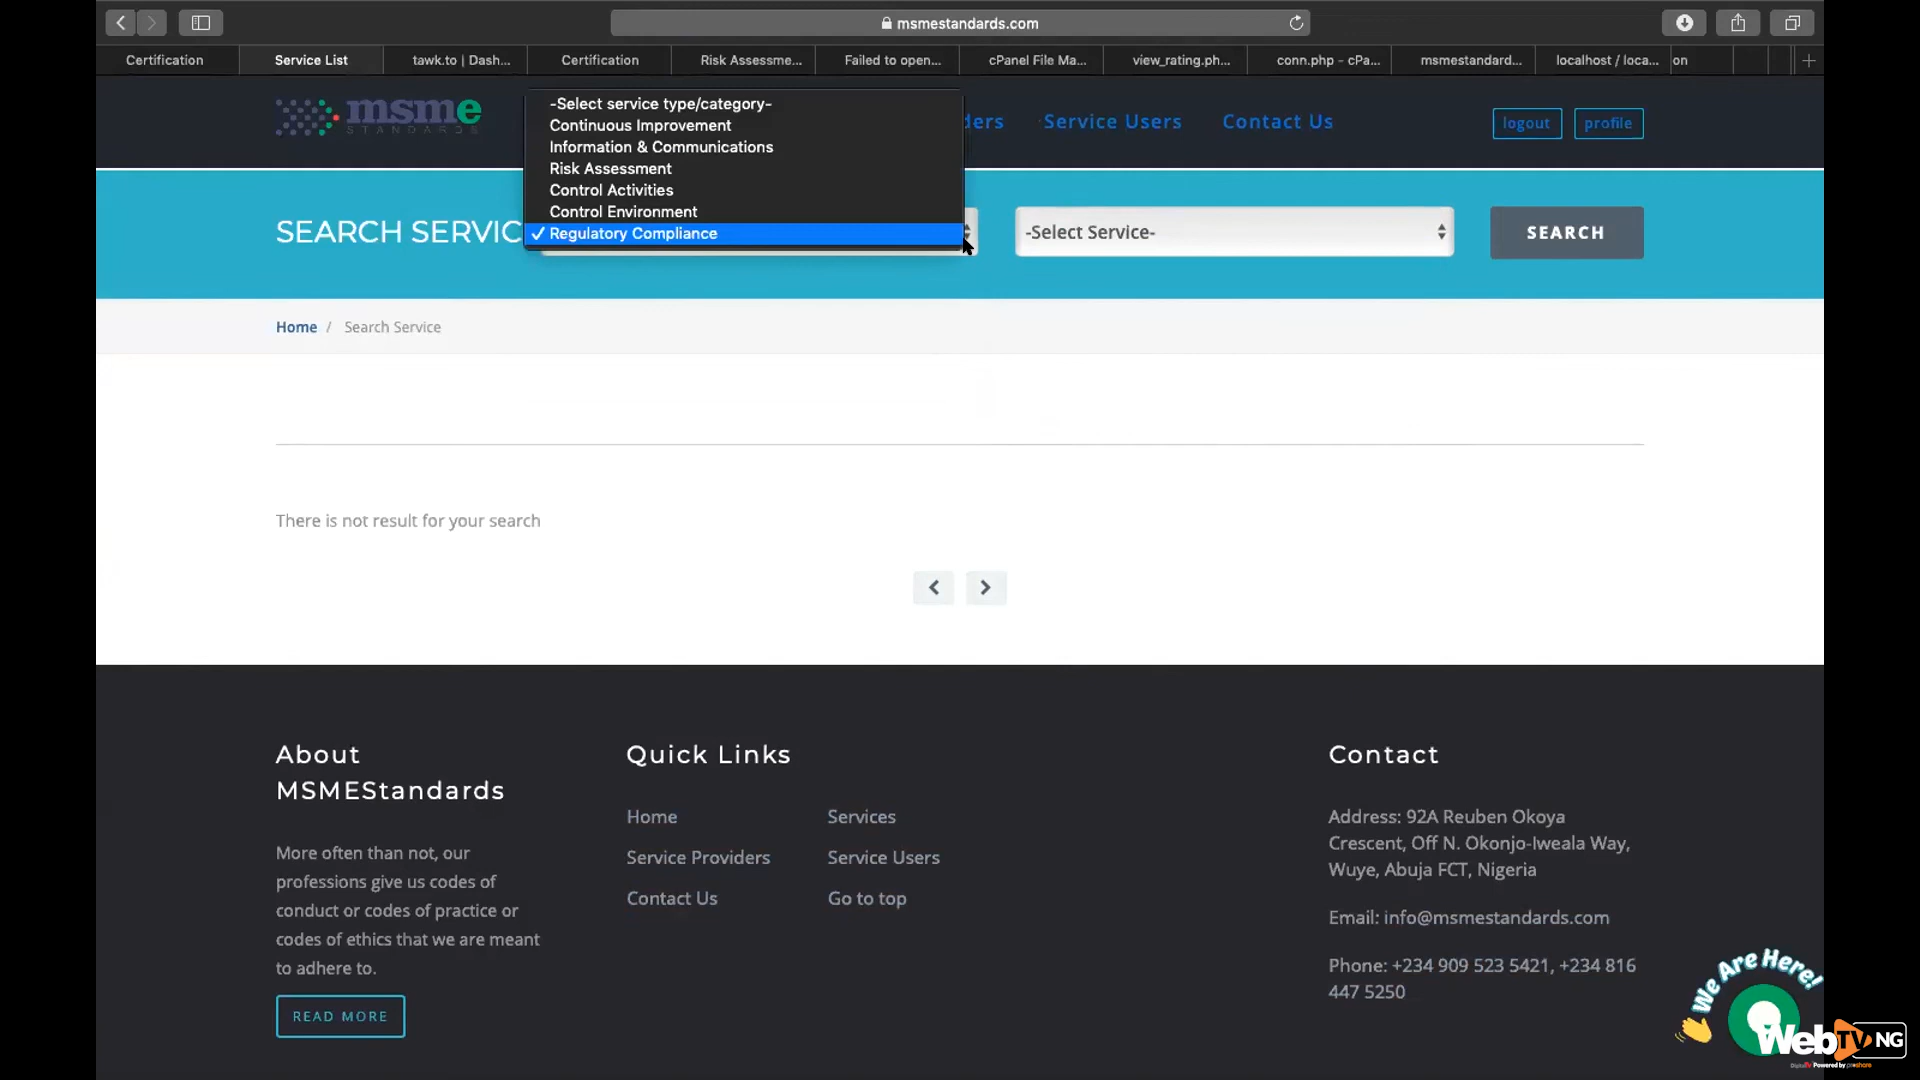 msmestandards.com
Certification
Service List
tawk.to | Dash...
Certification
Risk Assessme...
Failed to open...
cPanel File Ma...
view_rating.ph...
conn.php – cPa...
msmestandard...
localhost / loca...
on
msme
STANDARDS
-Select service type/category-
Continuous Improvement
Information & Communications
Risk Assessment
Control Activities
Control Environment
✓ Regulatory Compliance
ders
Service Users
Contact Us
logout
profile
SEARCH SERVIC
-Select Service-
SEARCH
Home / Search Service
There is not result for your search
About
MSMEStandards
More often than not, our
professions give us codes of
conduct or codes of practice or
codes of ethics that we are meant
to adhere to.
READ MORE
Quick Links
Home
Services
Service Providers
Service Users
Contact Us
Go to top
Contact
Address: 92A Reuben Okoya
Crescent, Off N. Okonjo-Iweala Way,
Wuye, Abuja FCT, Nigeria
Email: info@msmestandards.com
Phone: +234 909 523 5421, +234 816
447 5250
We Are Here!
WebTV NG
DigitalTV Powered by proshare